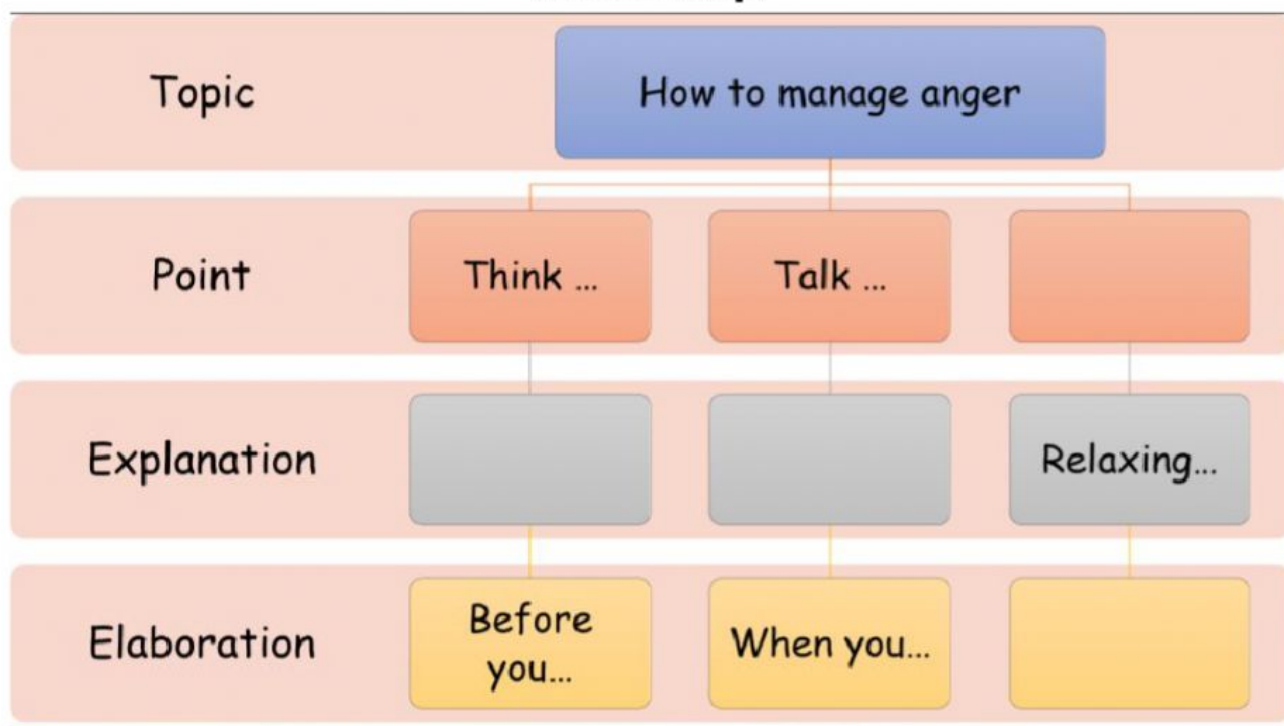 Topic
How to manage anger
Point
Think ...
Talk ...
Explanation
Relaxing...
Elaboration
Before
you...
When you...